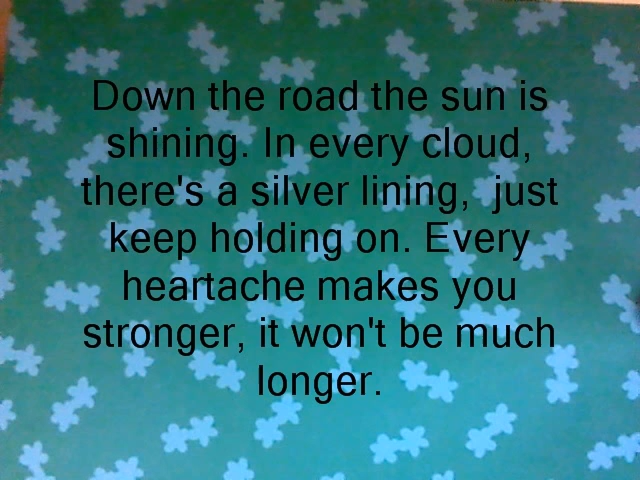 Down the road the sun is
shining. In every cloud,
there's a silver lining,  just
keep holding on. Every
heartache makes you
stronger, it won't be much
longer.